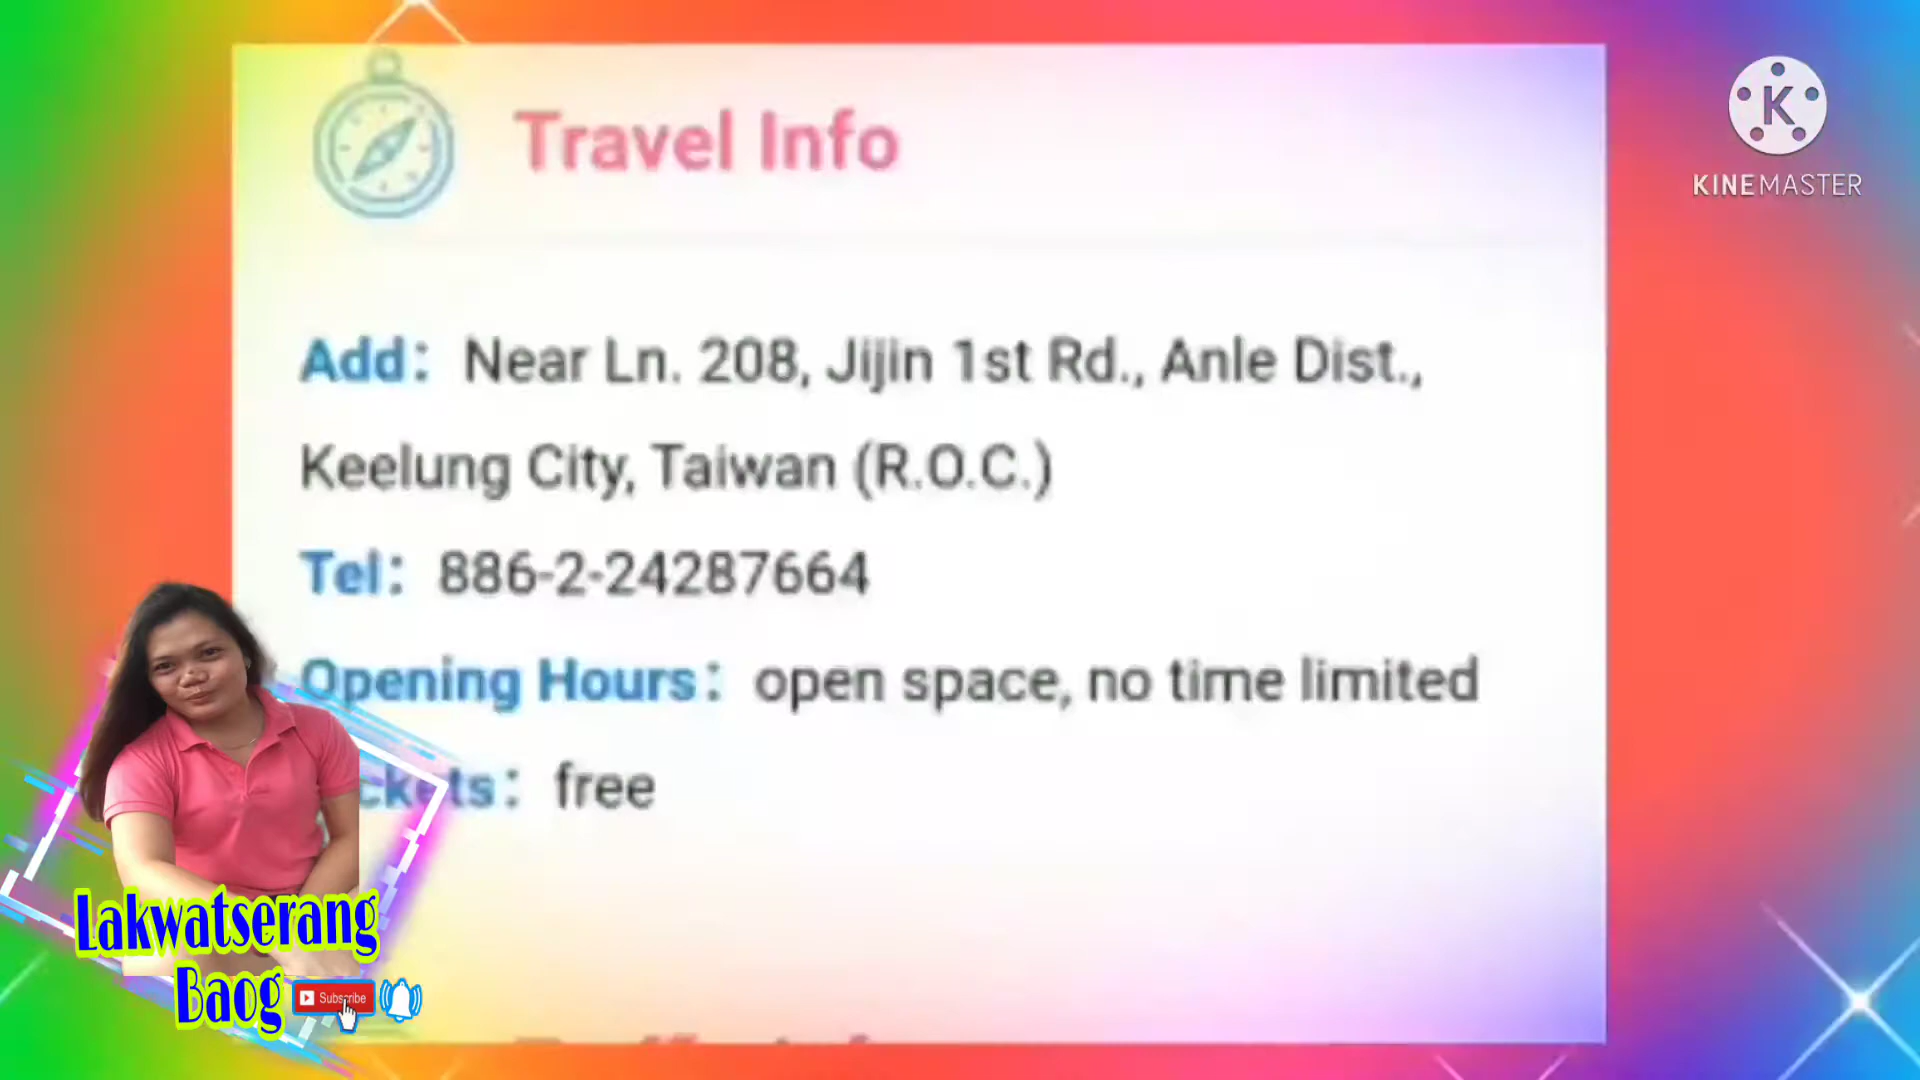 Travel Info
K
KINEMASTER
Add: Near Ln. 208, Jijin 1st Rd., Anle Dist.,
Keelung City, Taiwan (R.O.C.)
Tel: 886-2-24287664
Opening Hours: open space, no time limited
ckets: free
Lakwatserang
Baog
Subscribe